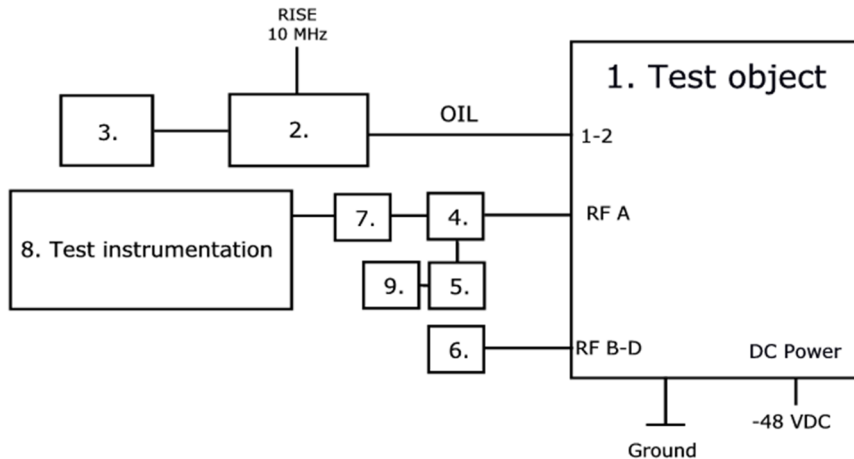 RISE
10 MHz
1. Test object
OIL
3.
2.
1-2
7.
4.
RF A
8. Test instrumentation
9.
5.
6.
RF B-D
DC Power
-48 VDC
Ground